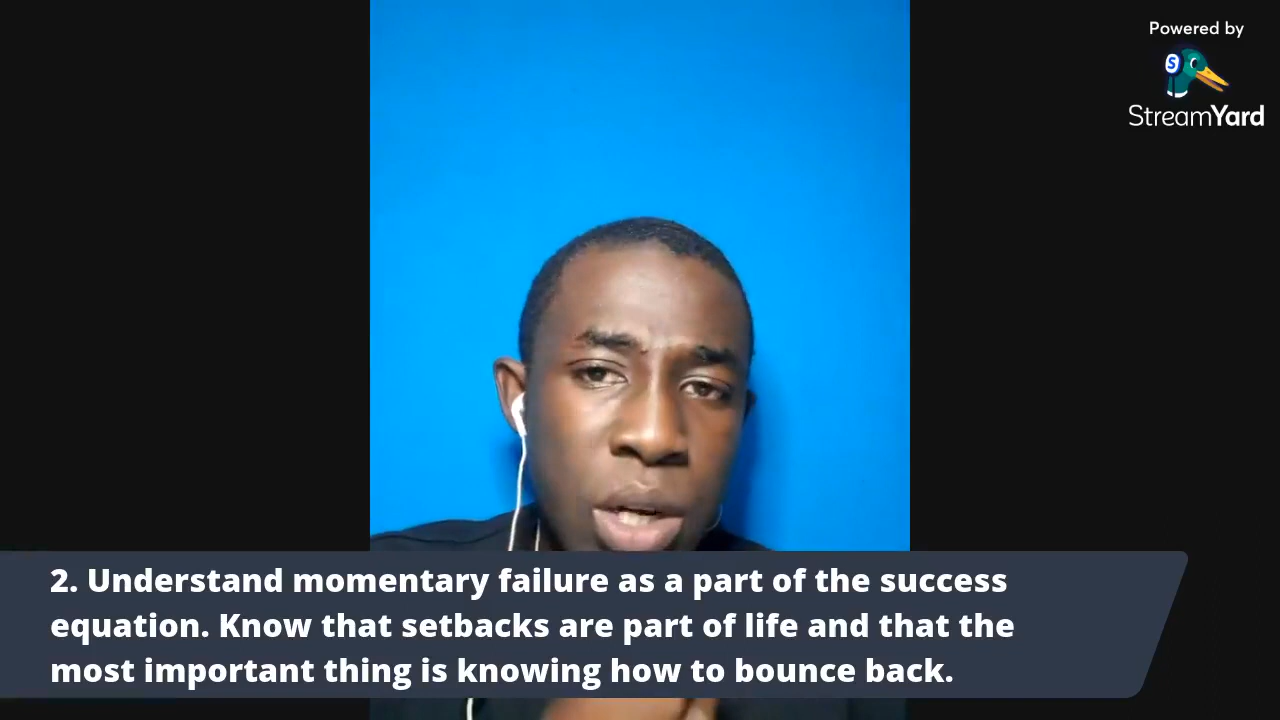 Powered by
S
StreamYard
2. Understand momentary failure as a part of the success
equation. Know that setbacks are part of life and that the
most important thing is knowing how to bounce back.